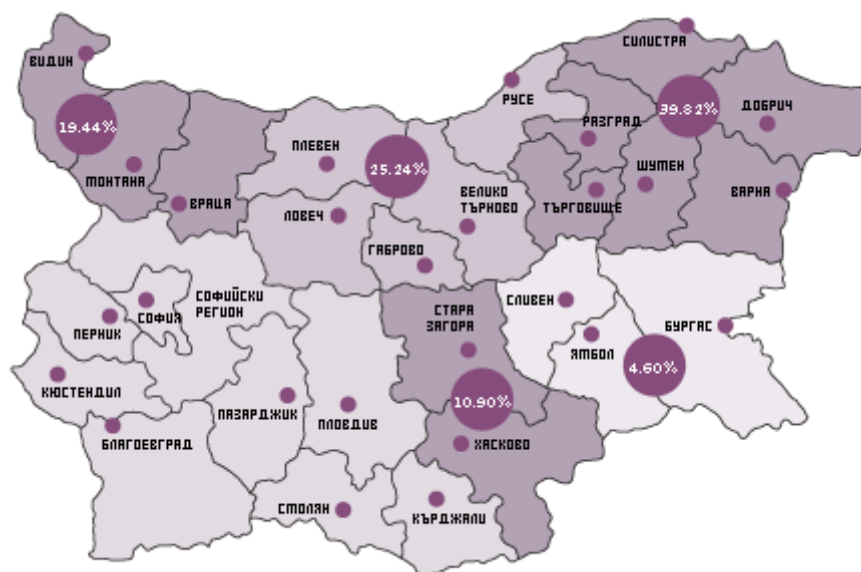 СИЛИСТРА
ВИДИН
РУСЕ
39.82%
ДОБРИЧ
19.44%
РАЗГРАД
ПЛЕВЕН
25.24%
ШУМЕН
МОНТАНА
ВЕЛИКО
ТЪРНОВО
ТЪРГОВИЩЕ
ВАРНА
ВРАЦА
ЛОВЕЧ
ГАБРОВО
СОФИЙСКИ
РЕГИОН
СОФИЯ
СТАРА
ЗАГОРА
СЛИВЕН
БУРГАС
ПЕРНИК
ЯМБОЛ
4.60%
КЮСТЕНДИЛ
10.90%
ПАЗАРДЖИК
ПЛОВДИВ
БЛАГОЕВГРАД
ХАСКОВО
СМОЛЯН
КЪРДЖАЛИ